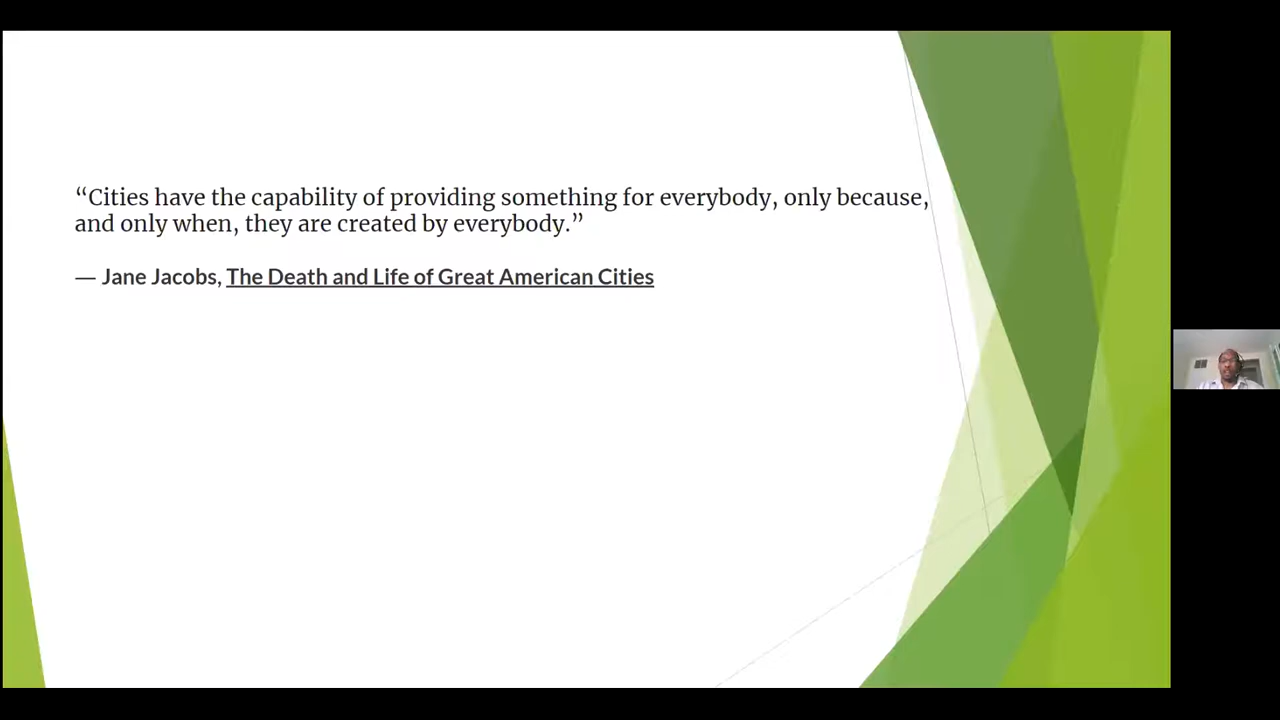 “Cities have the capability of providing something for everybody, only because,
and only when, they are created by everybody.”
— Jane Jacobs, The Death and Life of Great American Cities